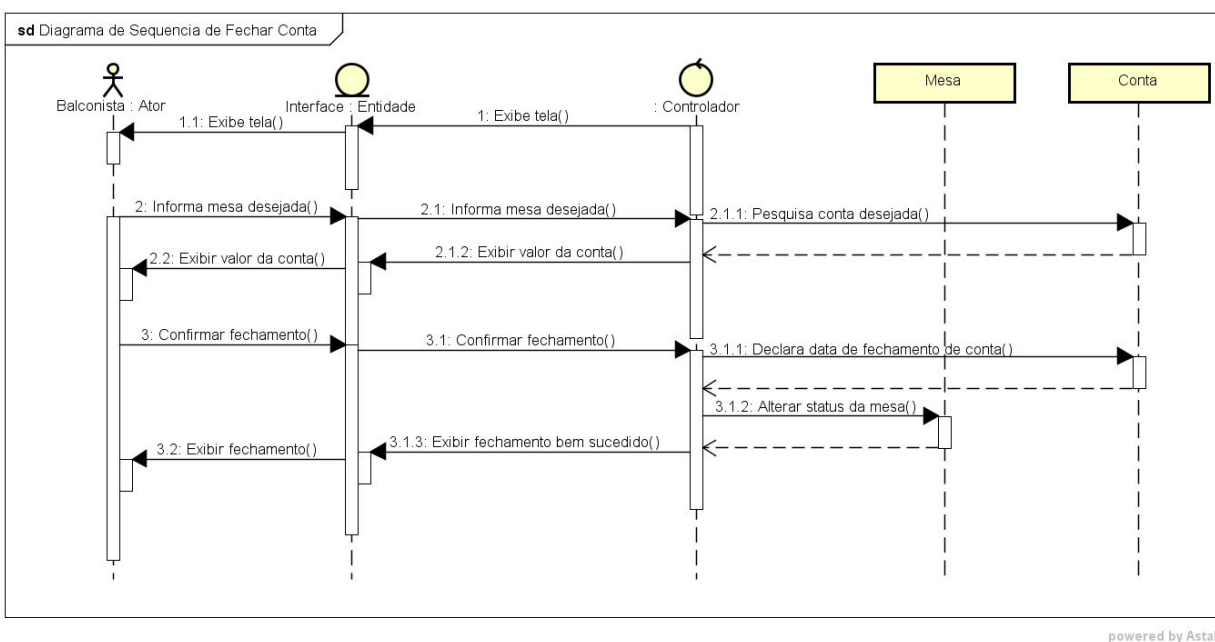 sd Diagrama de Sequencia de Fechar Conta
Balconista : Ator
Interface : Entidade
: Controlador
Mesa
Conta
1: Exibe tela()
1.1: Exibe tela()
2: Informa mesa desejada()
2.1: Informa mesa desejada()
2.1.1: Pesquisa conta desejada()
2.1.2: Exibir valor da conta()
2.2: Exibir valor da conta()
3: Confirmar fechamento()
3.1: Confirmar fechamento()
3.1.1: Declara data de fechamento de conta()
3.1.2: Alterar status da mesa()
3.1.3: Exibir fechamento bem sucedido()
3.2: Exibir fechamento()
powered by Asta